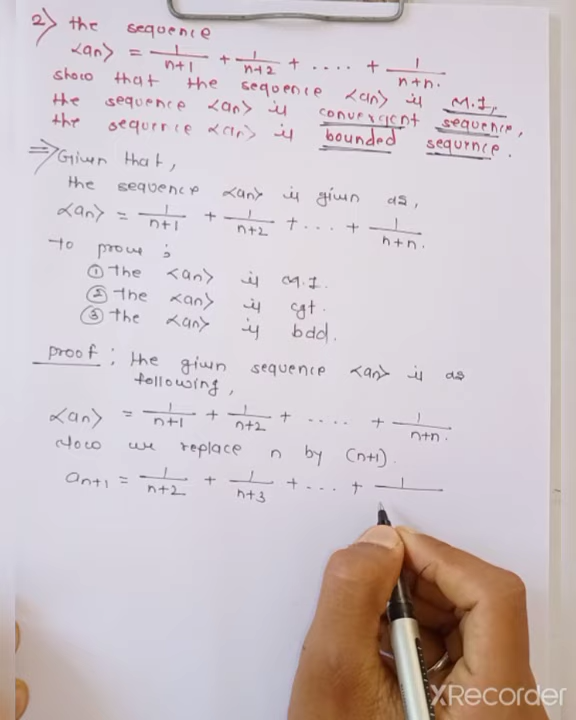 2) the sequence
<an> = 1/n+1 + 1/n+2 + .... + 1/n+n.
show that the sequence <an> is M.I,
the sequence <an> is convergent sequence,
the sequence <an> is bounded sequence.
⇒ Given that,
the sequence <an> is given as,
<an> = 1/n+1 + 1/n+2 + ... + 1/n+n.
To prove :
① The <an> is M.I.
② The <an> is cgt.
③ The <an> is bdd.
proof : the given sequence <an> is as
following,
<an> = 1/n+1 + 1/n+2 + .... + 1/n+n.
Now we replace n by (n+1).
an+1 = 1/n+2 + 1/n+3 + ... + 1/
XRecorder